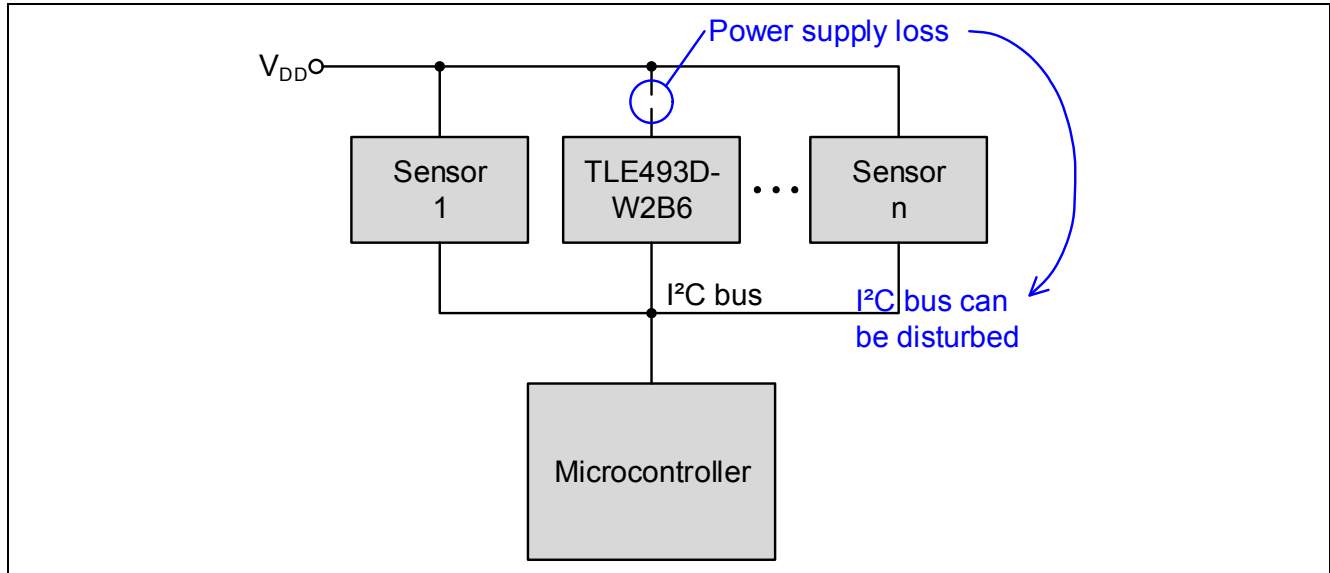 Power supply loss
V_DD
Sensor
1
TLE493D-
W2B6
Sensor
n
I²C bus
I²C bus can
be disturbed
Microcontroller